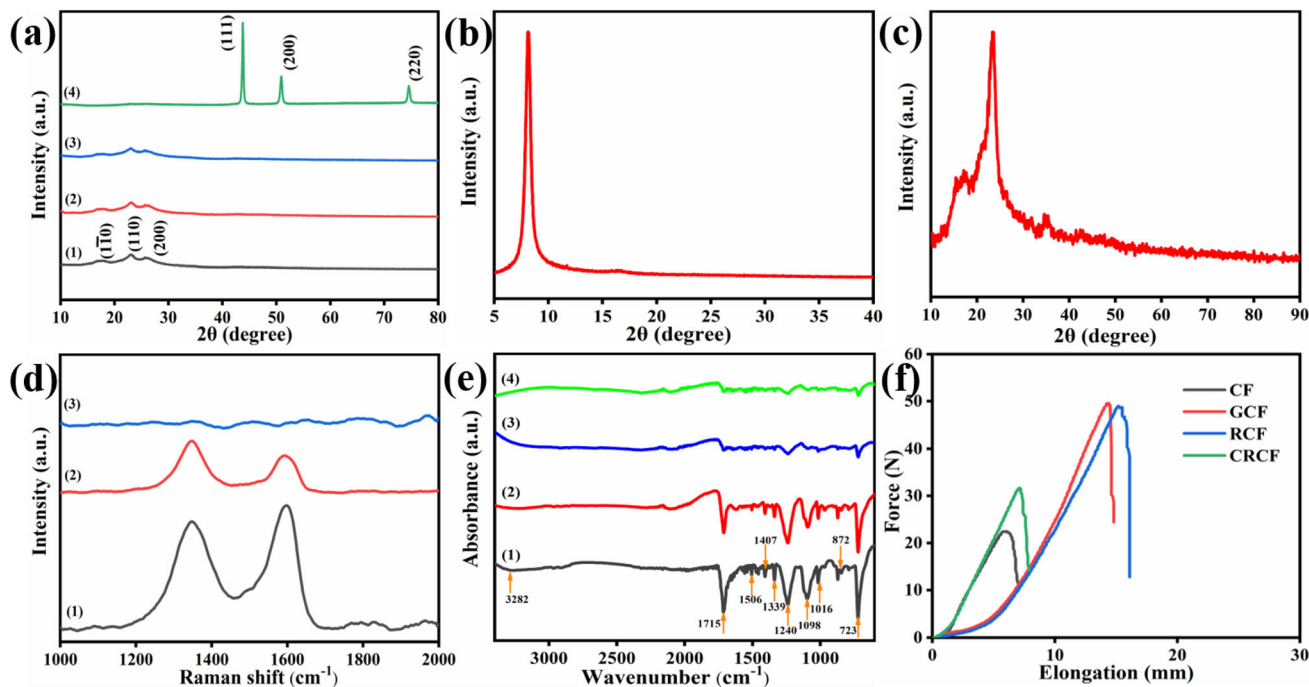 (a)
Intensity (a.u.)
2θ (degree)
10 20 30 40 50 60 70 80
(4)
(3)
(2)
(1)
(111)
(200)
(220)
(11̅0)
(110)
(200)
(b)
Intensity (a.u.)
2θ (degree)
5 10 15 20 25 30 35 40
(c)
Intensity (a.u.)
2θ (degree)
10 20 30 40 50 60 70 80 90
(d)
Intensity (a.u.)
Raman shift (cm⁻¹)
1000 1200 1400 1600 1800 2000
(3)
(2)
(1)
(e)
Absorbance (a.u.)
Wavenumber (cm⁻¹)
3000 2500 2000 1500 1000
(4)
(3)
(2)
(1)
3282
1715
1506
1407
1339
1240
1098
1016
872
723
(f)
Force (N)
Elongation (mm)
60
50
40
30
20
10
0
0 10 20 30
CF
GCF
RCF
CRCF